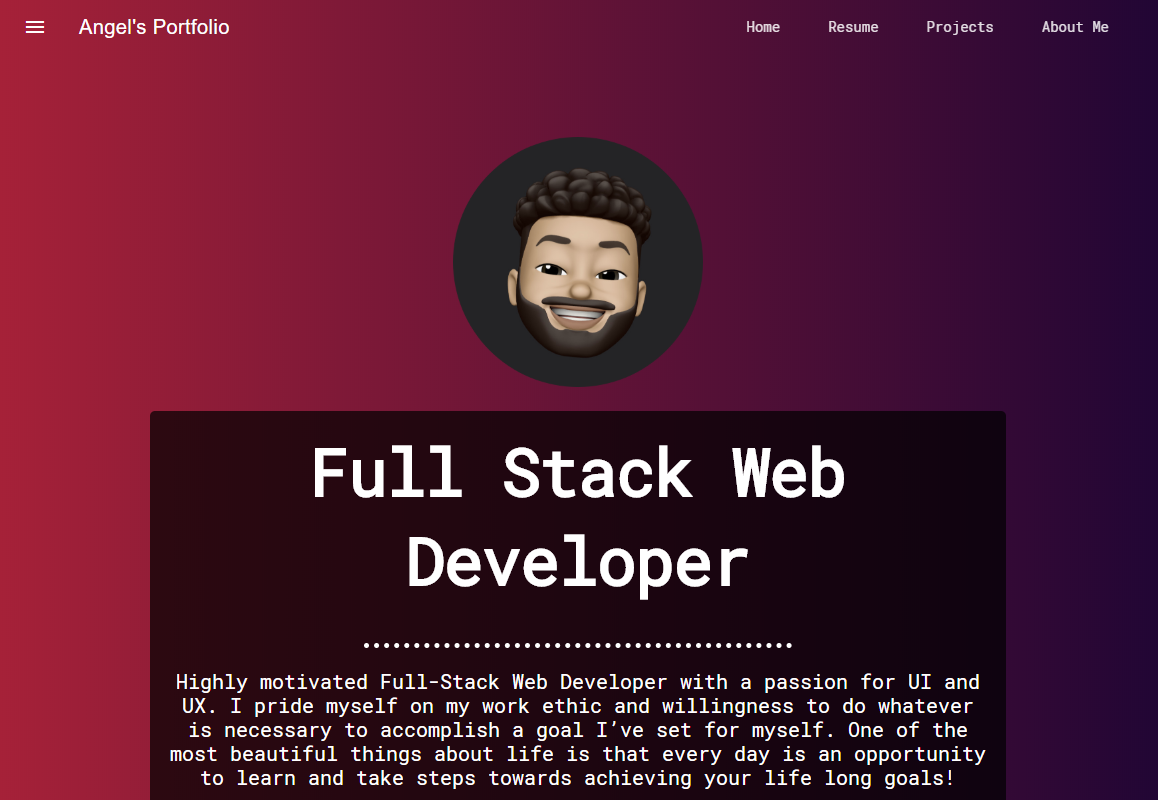 Angel's Portfolio
Home Resume Projects About Me
Full Stack Web
Developer
Highly motivated Full-Stack Web Developer with a passion for UI and
UX. I pride myself on my work ethic and willingness to do whatever
is necessary to accomplish a goal I’ve set for myself. One of the
most beautiful things about life is that every day is an opportunity
to learn and take steps towards achieving your life long goals!